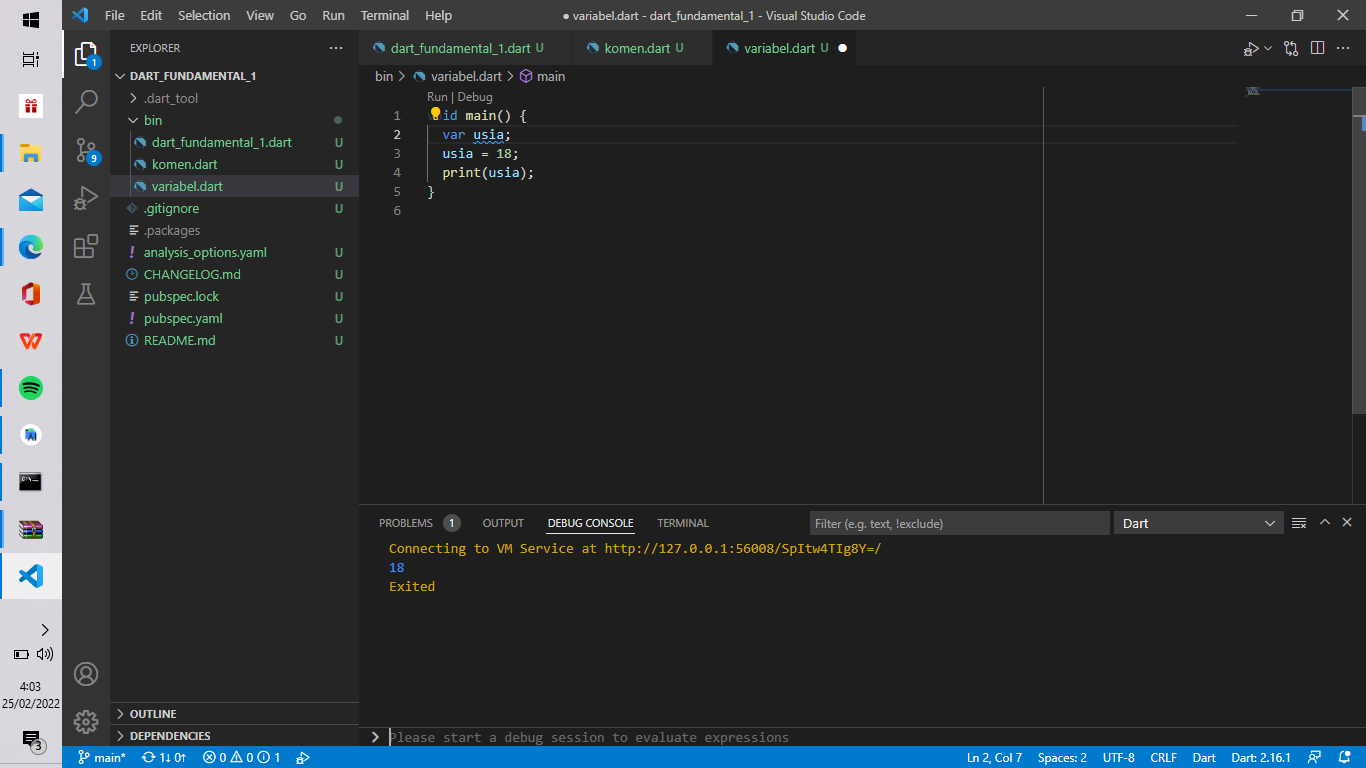 File Edit Selection View Go Run Terminal Help
● variabel.dart - dart_fundamental_1 - Visual Studio Code
EXPLORER
DART_FUNDAMENTAL_1
.dart_tool
bin
dart_fundamental_1.dart U
komen.dart U
variabel.dart U
.gitignore U
.packages
analysis_options.yaml U
CHANGELOG.md U
pubspec.lock U
pubspec.yaml U
README.md U
OUTLINE
DEPENDENCIES
1
9
dart_fundamental_1.dart U
komen.dart U
variabel.dart U
bin > variabel.dart > main
Run | Debug
1 id main() {
2 var usia;
3 usia = 18;
4 print(usia);
5 }
6
PROBLEMS 1 OUTPUT DEBUG CONSOLE TERMINAL
Filter (e.g. text, !exclude)
Dart
Connecting to VM Service at http://127.0.0.1:56008/SpItw4TIg8Y=/
18
Exited
Please start a debug session to evaluate expressions
4:03
25/02/2022
3
main* 1↓ 0↑ 0 0 1
Ln 2, Col 7 Spaces: 2 UTF-8 CRLF Dart Dart: 2.16.1